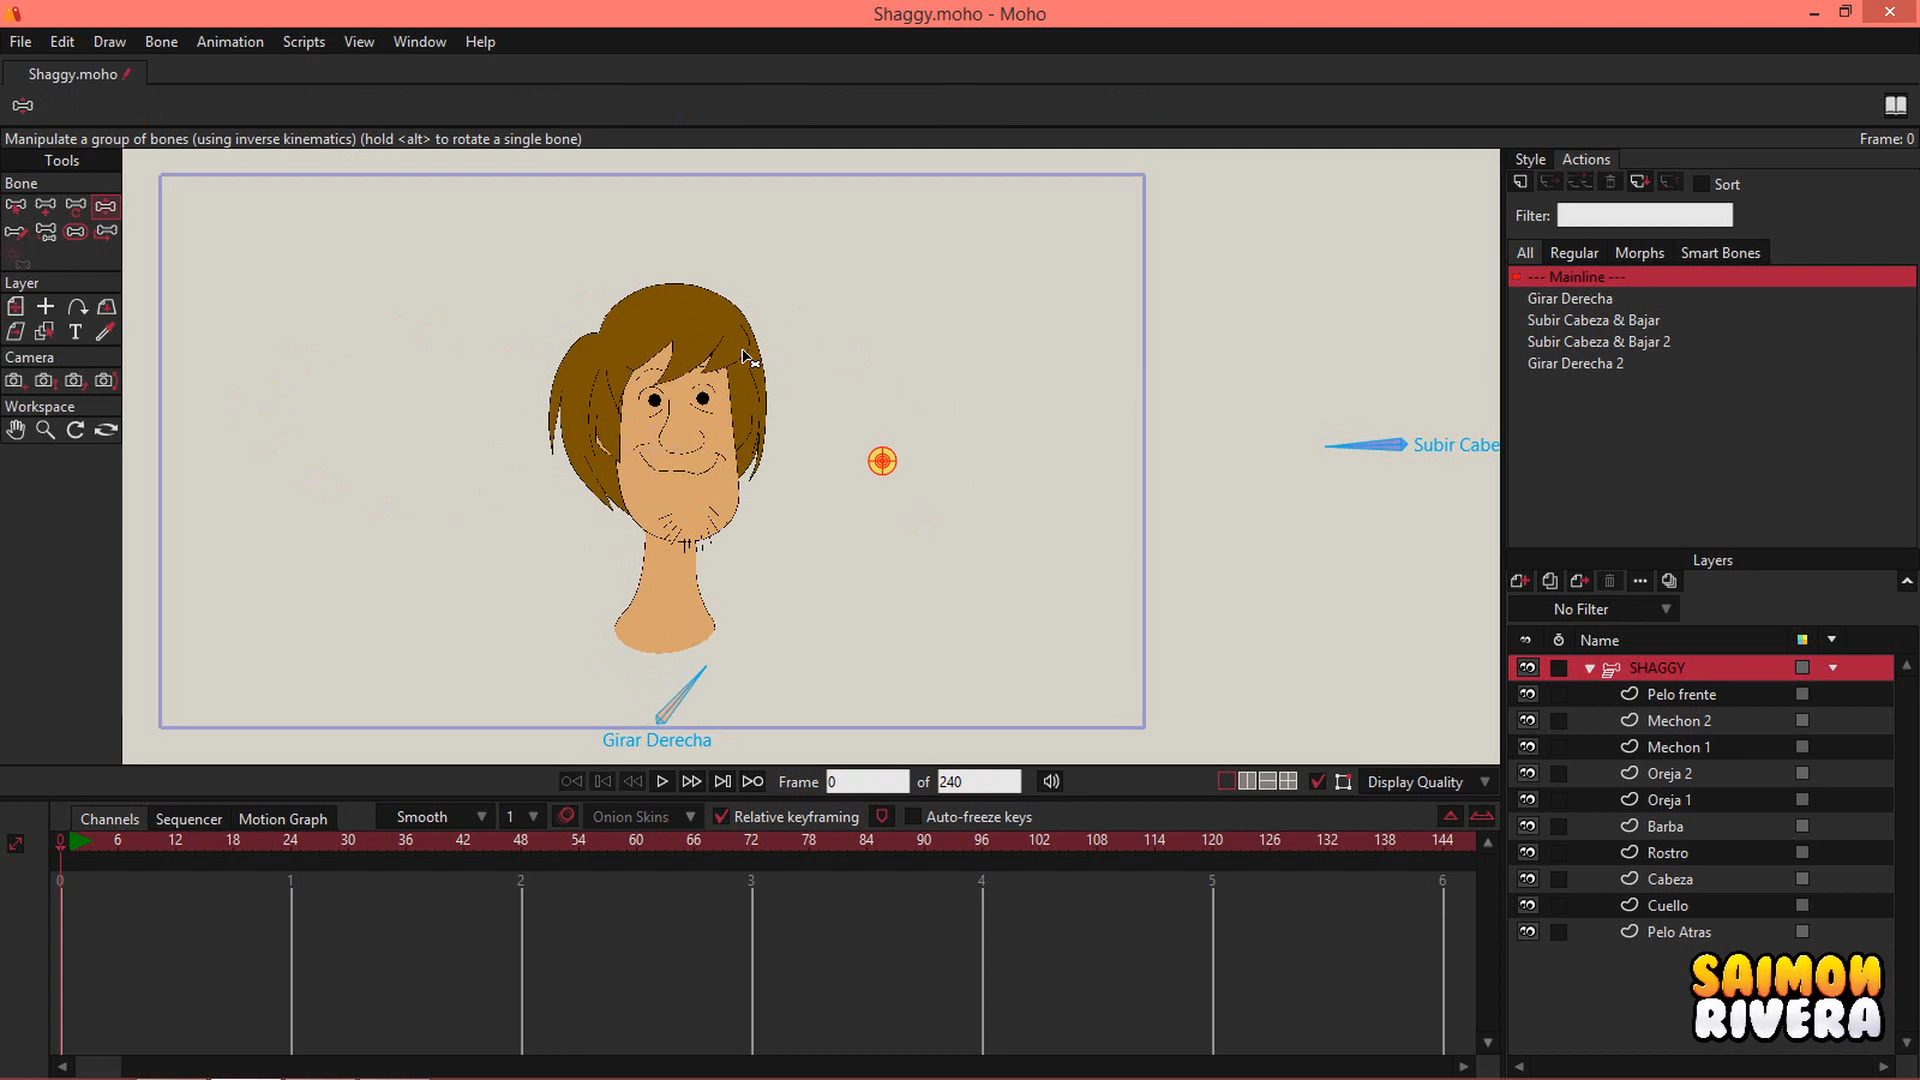 Shaggy.moho - Moho
File Edit Draw Bone Animation Scripts View Window Help
Shaggy.moho
Manipulate a group of bones (using inverse kinematics) (hold <alt> to rotate a single bone)
Frame: 0
Tools
Bone
Layer
T
Camera
Workspace
Subir Cabe
Girar Derecha
Style Actions
Sort
Filter:
All Regular Morphs Smart Bones
--- Mainline ---
Girar Derecha
Subir Cabeza & Bajar
Subir Cabeza & Bajar 2
Girar Derecha 2
Layers
No Filter
Name
SHAGGY
Pelo frente
Mechon 2
Mechon 1
Oreja 2
Oreja 1
Barba
Rostro
Cabeza
Cuello
Pelo Atras
Frame 0 of 240
Display Quality
Channels Sequencer Motion Graph
Smooth 1 Onion Skins Relative keyframing Auto-freeze keys
0 6 12 18 24 30 36 42 48 54 60 66 72 78 84 90 96 102 108 114 120 126 132 138 144
0 1 2 3 4 5 6
SAIMON
RIVERA